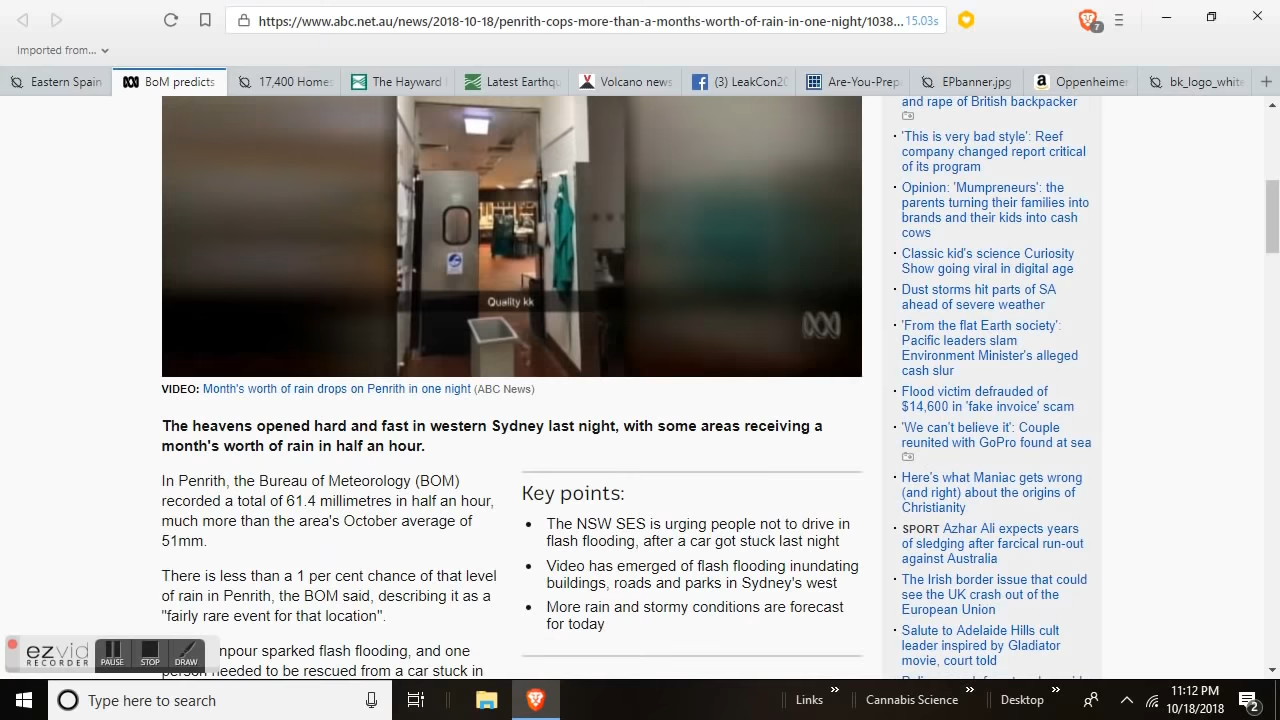 https://www.abc.net.au/news/2018-10-18/penrith-cops-more-than-a-months-worth-of-rain-in-one-night/1038... 15.03s
7
Imported from...
Eastern Spain
BoM predicts
17,400 Homes
The Hayward
Latest Earthqu
Volcano news
(3) LeakCon20
Are-You-Prepa
EPbanner.jpg
Oppenheimer
bk_logo_white
Quality kk
VIDEO: Month's worth of rain drops on Penrith in one night (ABC News)
The heavens opened hard and fast in western Sydney last night, with some areas receiving a
month's worth of rain in half an hour.
In Penrith, the Bureau of Meteorology (BOM)
recorded a total of 61.4 millimetres in half an hour,
much more than the area's October average of
51mm.
There is less than a 1 per cent chance of that level
of rain in Penrith, the BOM said, describing it as a
"fairly rare event for that location".
npour sparked flash flooding, and one
person needed to be rescued from a car stuck in
Key points:
The NSW SES is urging people not to drive in
flash flooding, after a car got stuck last night
Video has emerged of flash flooding inundating
buildings, roads and parks in Sydney's west
More rain and stormy conditions are forecast
for today
and rape of British backpacker
'This is very bad style': Reef
company changed report critical
of its program
Opinion: 'Mumpreneurs': the
parents turning their families into
brands and their kids into cash
cows
Classic kid's science Curiosity
Show going viral in digital age
Dust storms hit parts of SA
ahead of severe weather
'From the flat Earth society':
Pacific leaders slam
Environment Minister's alleged
cash slur
Flood victim defrauded of
$14,600 in 'fake invoice' scam
'We can't believe it': Couple
reunited with GoPro found at sea
Here's what Maniac gets wrong
(and right) about the origins of
Christianity
SPORT Azhar Ali expects years
of sledging after farcical run-out
against Australia
The Irish border issue that could
see the UK crash out of the
European Union
Salute to Adelaide Hills cult
leader inspired by Gladiator
movie, court told
ezvid
RECORDER
PAUSE
STOP
DRAW
Type here to search
Links
Cannabis Science
Desktop
11:12 PM
10/18/2018
2